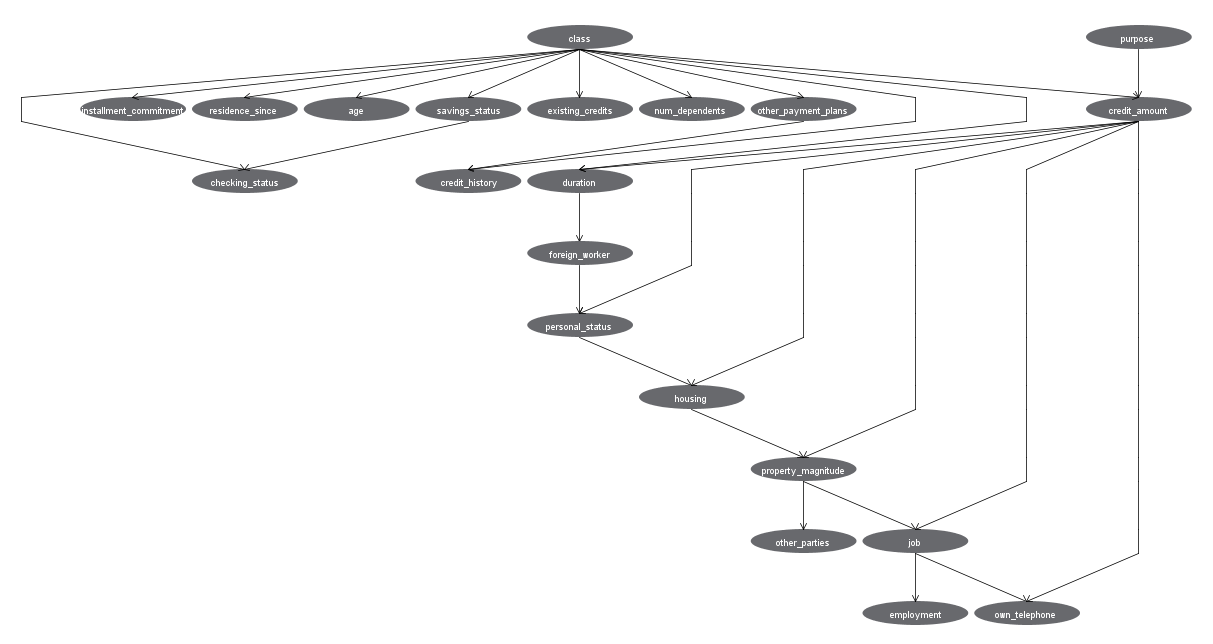 class
purpose
installment_commitment
residence_since
age
savings_status
existing_credits
num_dependents
other_payment_plans
credit_amount
checking_status
credit_history
duration
foreign_worker
personal_status
housing
property_magnitude
other_parties
job
employment
own_telephone